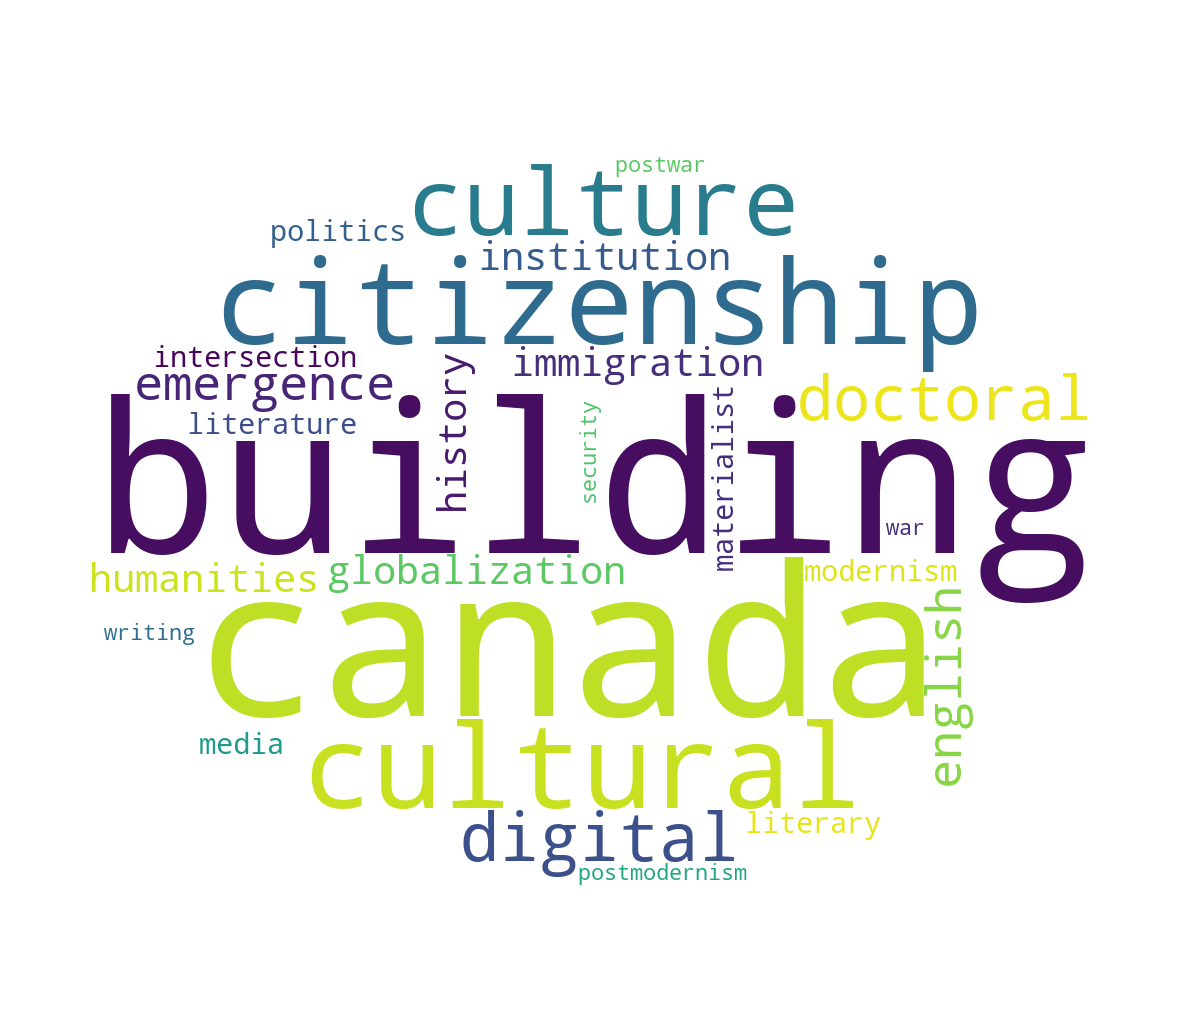 postwar
culture
politics
institution
citizenship
intersection
immigration
emergence
history
doctoral
literature
security
materialist
building
war
humanities
globalization
modernism
canada
english
writing
cultural
media
digital
literary
postmodernism